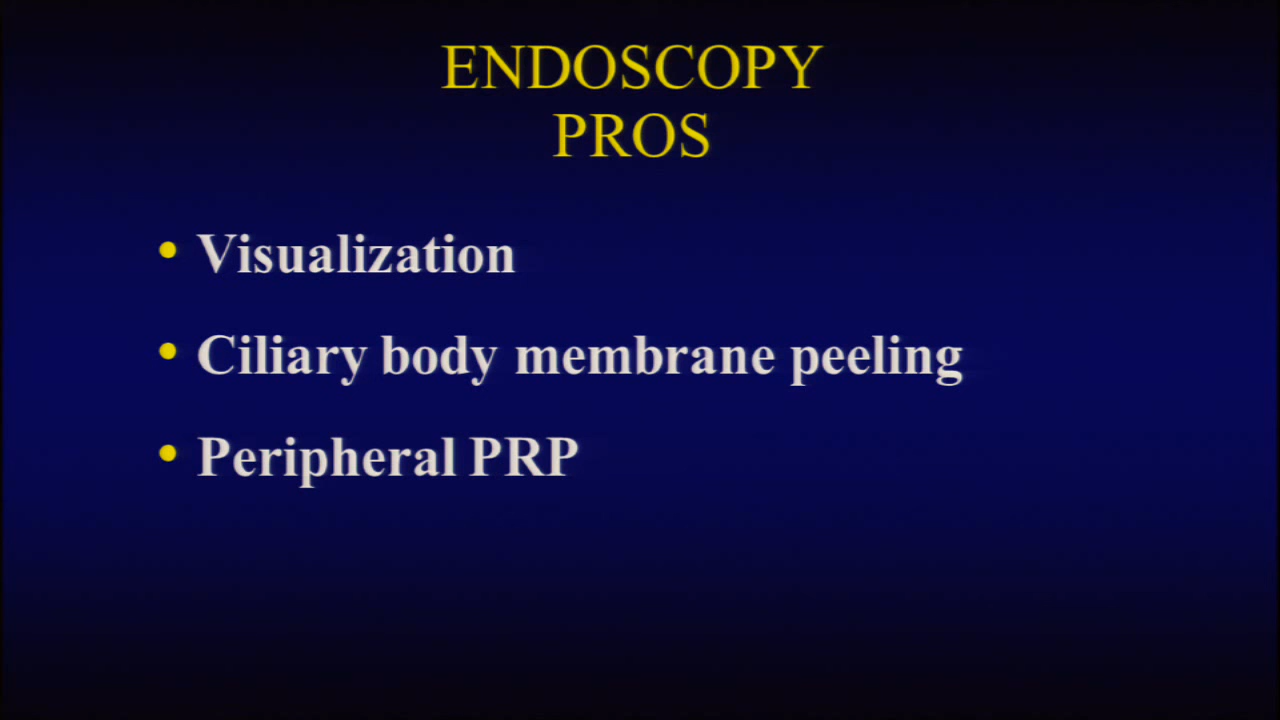 ENDOSCOPY
PROS
• Visualization
• Ciliary body membrane peeling
• Peripheral PRP